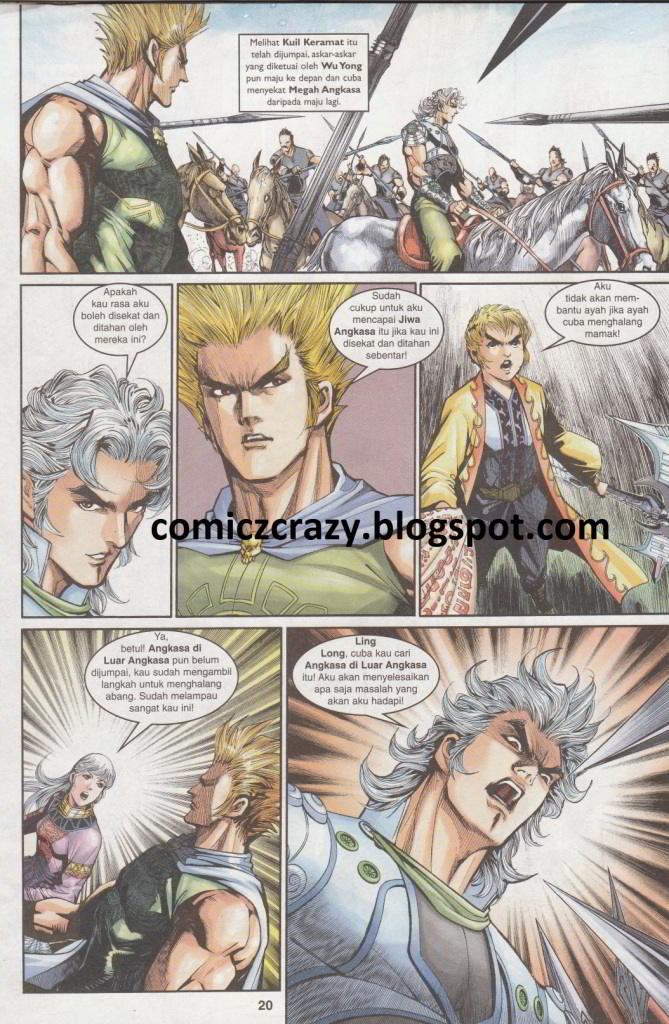 Melihat Kuil Keramat itu
telah dijumpai, askar-askar
yang diketuai oleh Wu Yong
pun maju ke depan dan cuba
menyekat Megah Angkasa
daripada maju lagi.
Apakah
kau rasa aku
boleh disekat dan
ditahan oleh
mereka ini?
Sudah
cukup untuk aku
mencapai Jiwa
Angkasa itu jika kau ini
disekat dan ditahan
sebentar!
Aku
tidak akan mem-
bantu ayah jika ayah
cuba menghalang
mamak!
comiczcrazy.blogspot.com
Ya,
betul! Angkasa di
Luar Angkasa pun belum
dijumpai, kau sudah mengambil
langkah untuk menghalang
abang. Sudah melampau
sangat kau ini!
Ling
Long, cuba kau cari
Angkasa di Luar Angkasa
itu! Aku akan menyelesaikan
apa saja masalah yang
akan aku hadapi!
20